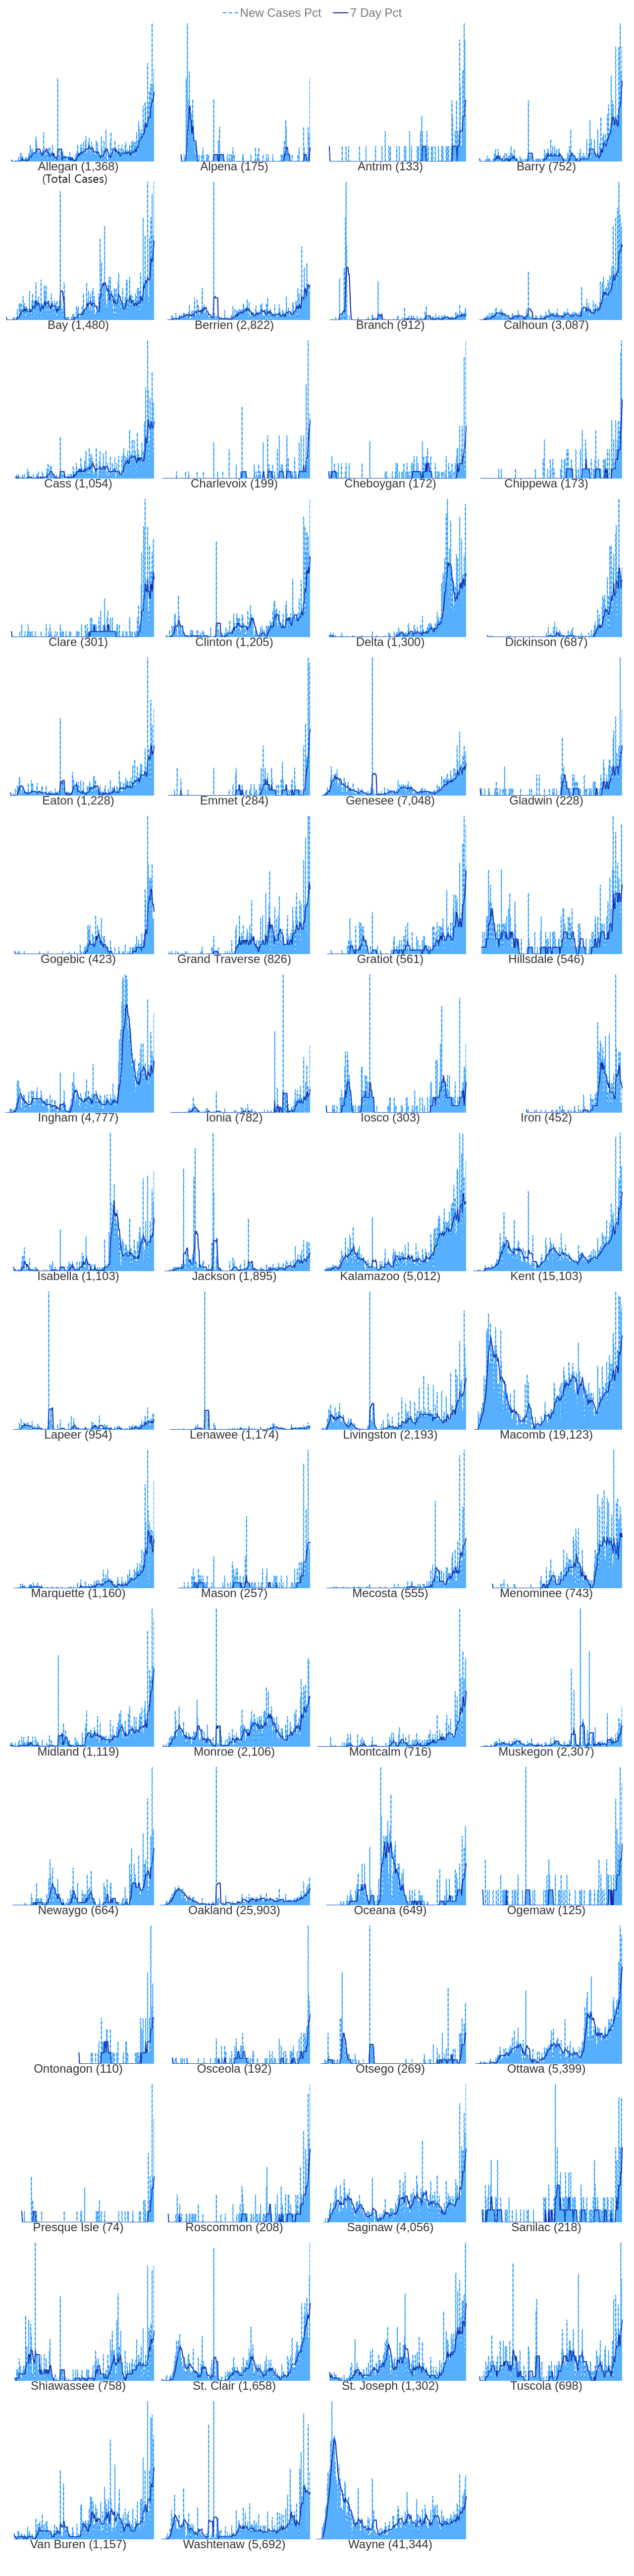 New Cases Pct 7 Day Pct
Allegan (1,368) Alpena (175) Antrim (133) Barry (752)
(Total Cases)
Bay (1,480) Berrien (2,822) Branch (912) Calhoun (3,087)
Cass (1,054) Charlevoix (199) Cheboygan (172) Chippewa (173)
Clare (301) Clinton (1,205) Delta (1,300) Dickinson (687)
Eaton (1,228) Emmet (284) Genesee (7,048) Gladwin (228)
Gogebic (423) Grand Traverse (826) Gratiot (561) Hillsdale (546)
Ingham (4,777) Ionia (782) Iosco (303) Iron (452)
Isabella (1,103) Jackson (1,895) Kalamazoo (5,012) Kent (15,103)
Lapeer (954) Lenawee (1,174) Livingston (2,193) Macomb (19,123)
Marquette (1,160) Mason (257) Mecosta (555) Menominee (743)
Midland (1,119) Monroe (2,106) Montcalm (716) Muskegon (2,307)
Newaygo (664) Oakland (25,903) Oceana (649) Ogemaw (125)
Ontonagon (110) Osceola (192) Otsego (269) Ottawa (5,399)
Presque Isle (74) Roscommon (208) Saginaw (4,056) Sanilac (218)
Shiawassee (758) St. Clair (1,658) St. Joseph (1,302) Tuscola (698)
Van Buren (1,157) Washtenaw (5,692) Wayne (41,344)